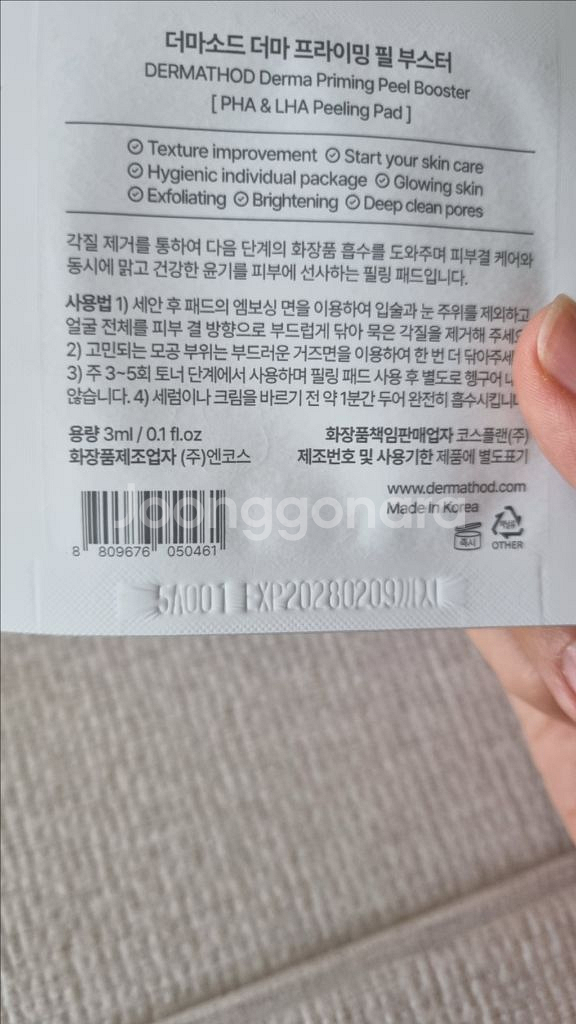 더마소드 더마 프라이밍 필 부스터
DERMATHOD Derma Priming Peel Booster
[ PHA & LHA Peeling Pad ]
Texture improvement Start your skin care
Hygienic individual package Glowing skin
Exfoliating Brightening Deep clean pores
각질 제거를 통하여 다음 단계의 화장품 흡수를 도와주며 피부결 케어와
동시에 맑고 건강한 윤기를 피부에 선사하는 필링 패드입니다.
사용법 1) 세안 후 패드의 엠보싱 면을 이용하여 입술과 눈 주위를 제외하고
얼굴 전체를 피부 결 방향으로 부드럽게 닦아 묵은 각질을 제거해
2) 고민되는 모공 부위는 부드러운 거즈면을 이용하여 한 번 더
3) 주 3~5회 토너 단계에서 사용하며 필링 패드 사용 후 별도로 헹구어
않습니다. 4) 세럼이나 크림을 바르기 전 약 1분간 두어 완전히
용량 3ml / 0.1 fl.oz 화장품책임판매업자 코스플랜(주)
화장품제조업자 (주)엔코스 제조번호 및 사용기한 제품에 별도표기
www.dermathod.com
Made in Korea
즉시 OTHER
8 809676 050461
Joonggonara
5A001 EXP20280209까지